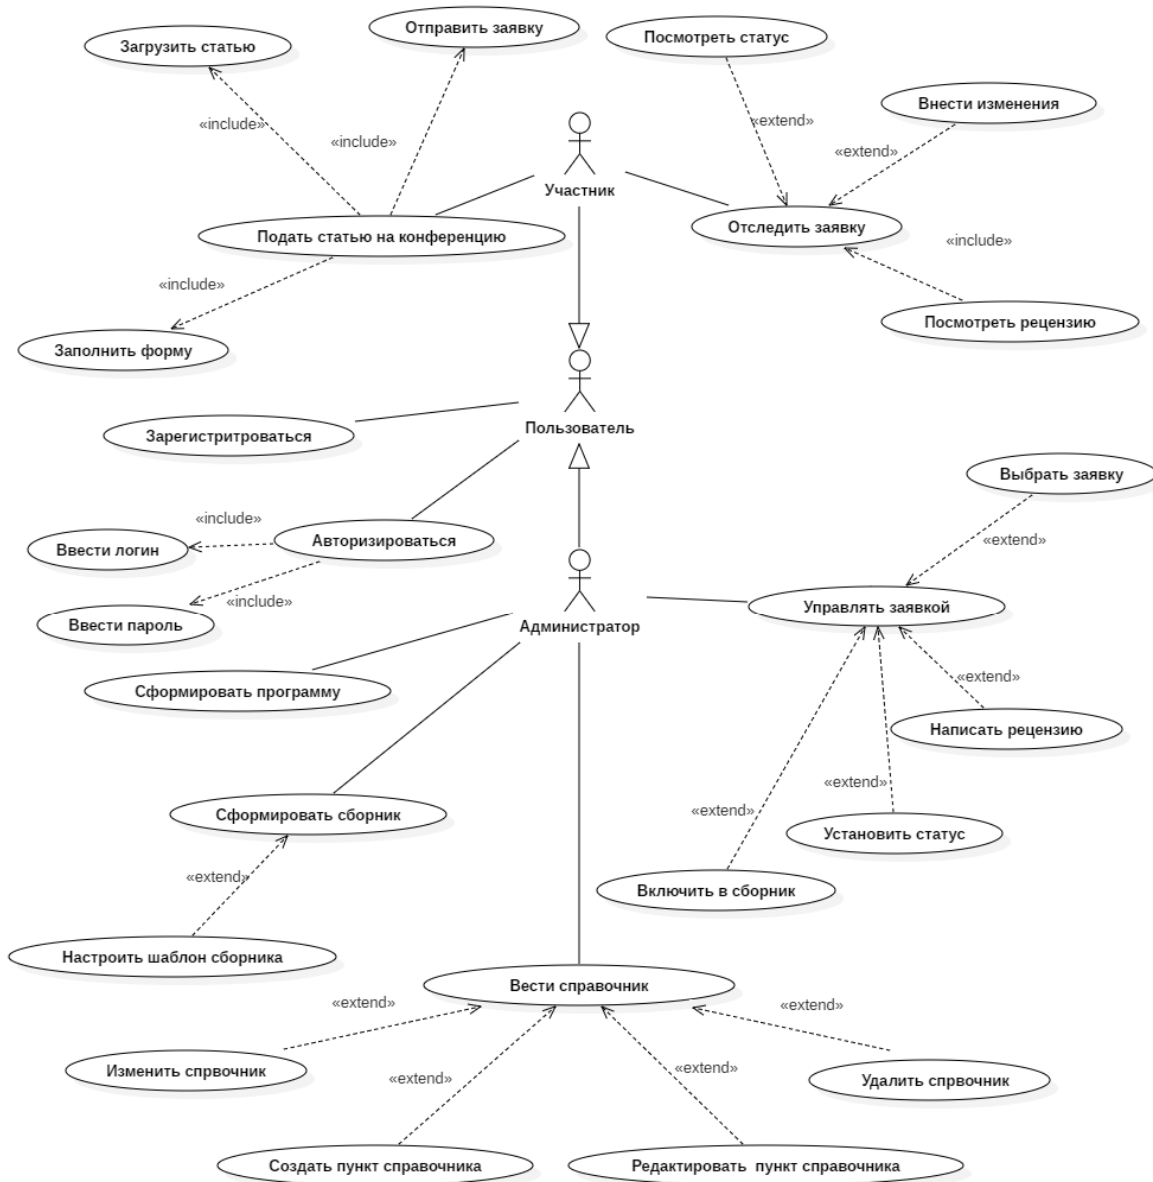 Отправить заявку
Загрузить статью
Посмотреть статус
Внести изменения
«include»
«include»
«extend»
«extend»
Участник
Подать статью на конференцию
Отследить заявку
«include»
«include»
Заполнить форму
Посмотреть рецензию
Зарегистритроваться
Пользователь
Выбрать заявку
«include»
Ввести логин
Авторизироваться
«extend»
«include»
Ввести пароль
Администратор
Управлять заявкой
Сформировать программу
«extend»
Написать рецензию
«extend»
«extend»
Сформировать сборник
Установить статус
«extend»
Включить в сборник
Настроить шаблон сборника
Вести справочник
«extend»
«extend»
Изменить спрвочник
«extend»
«extend»
Удалить спрвочник
Создать пункт справочника
Редактировать пункт справочника